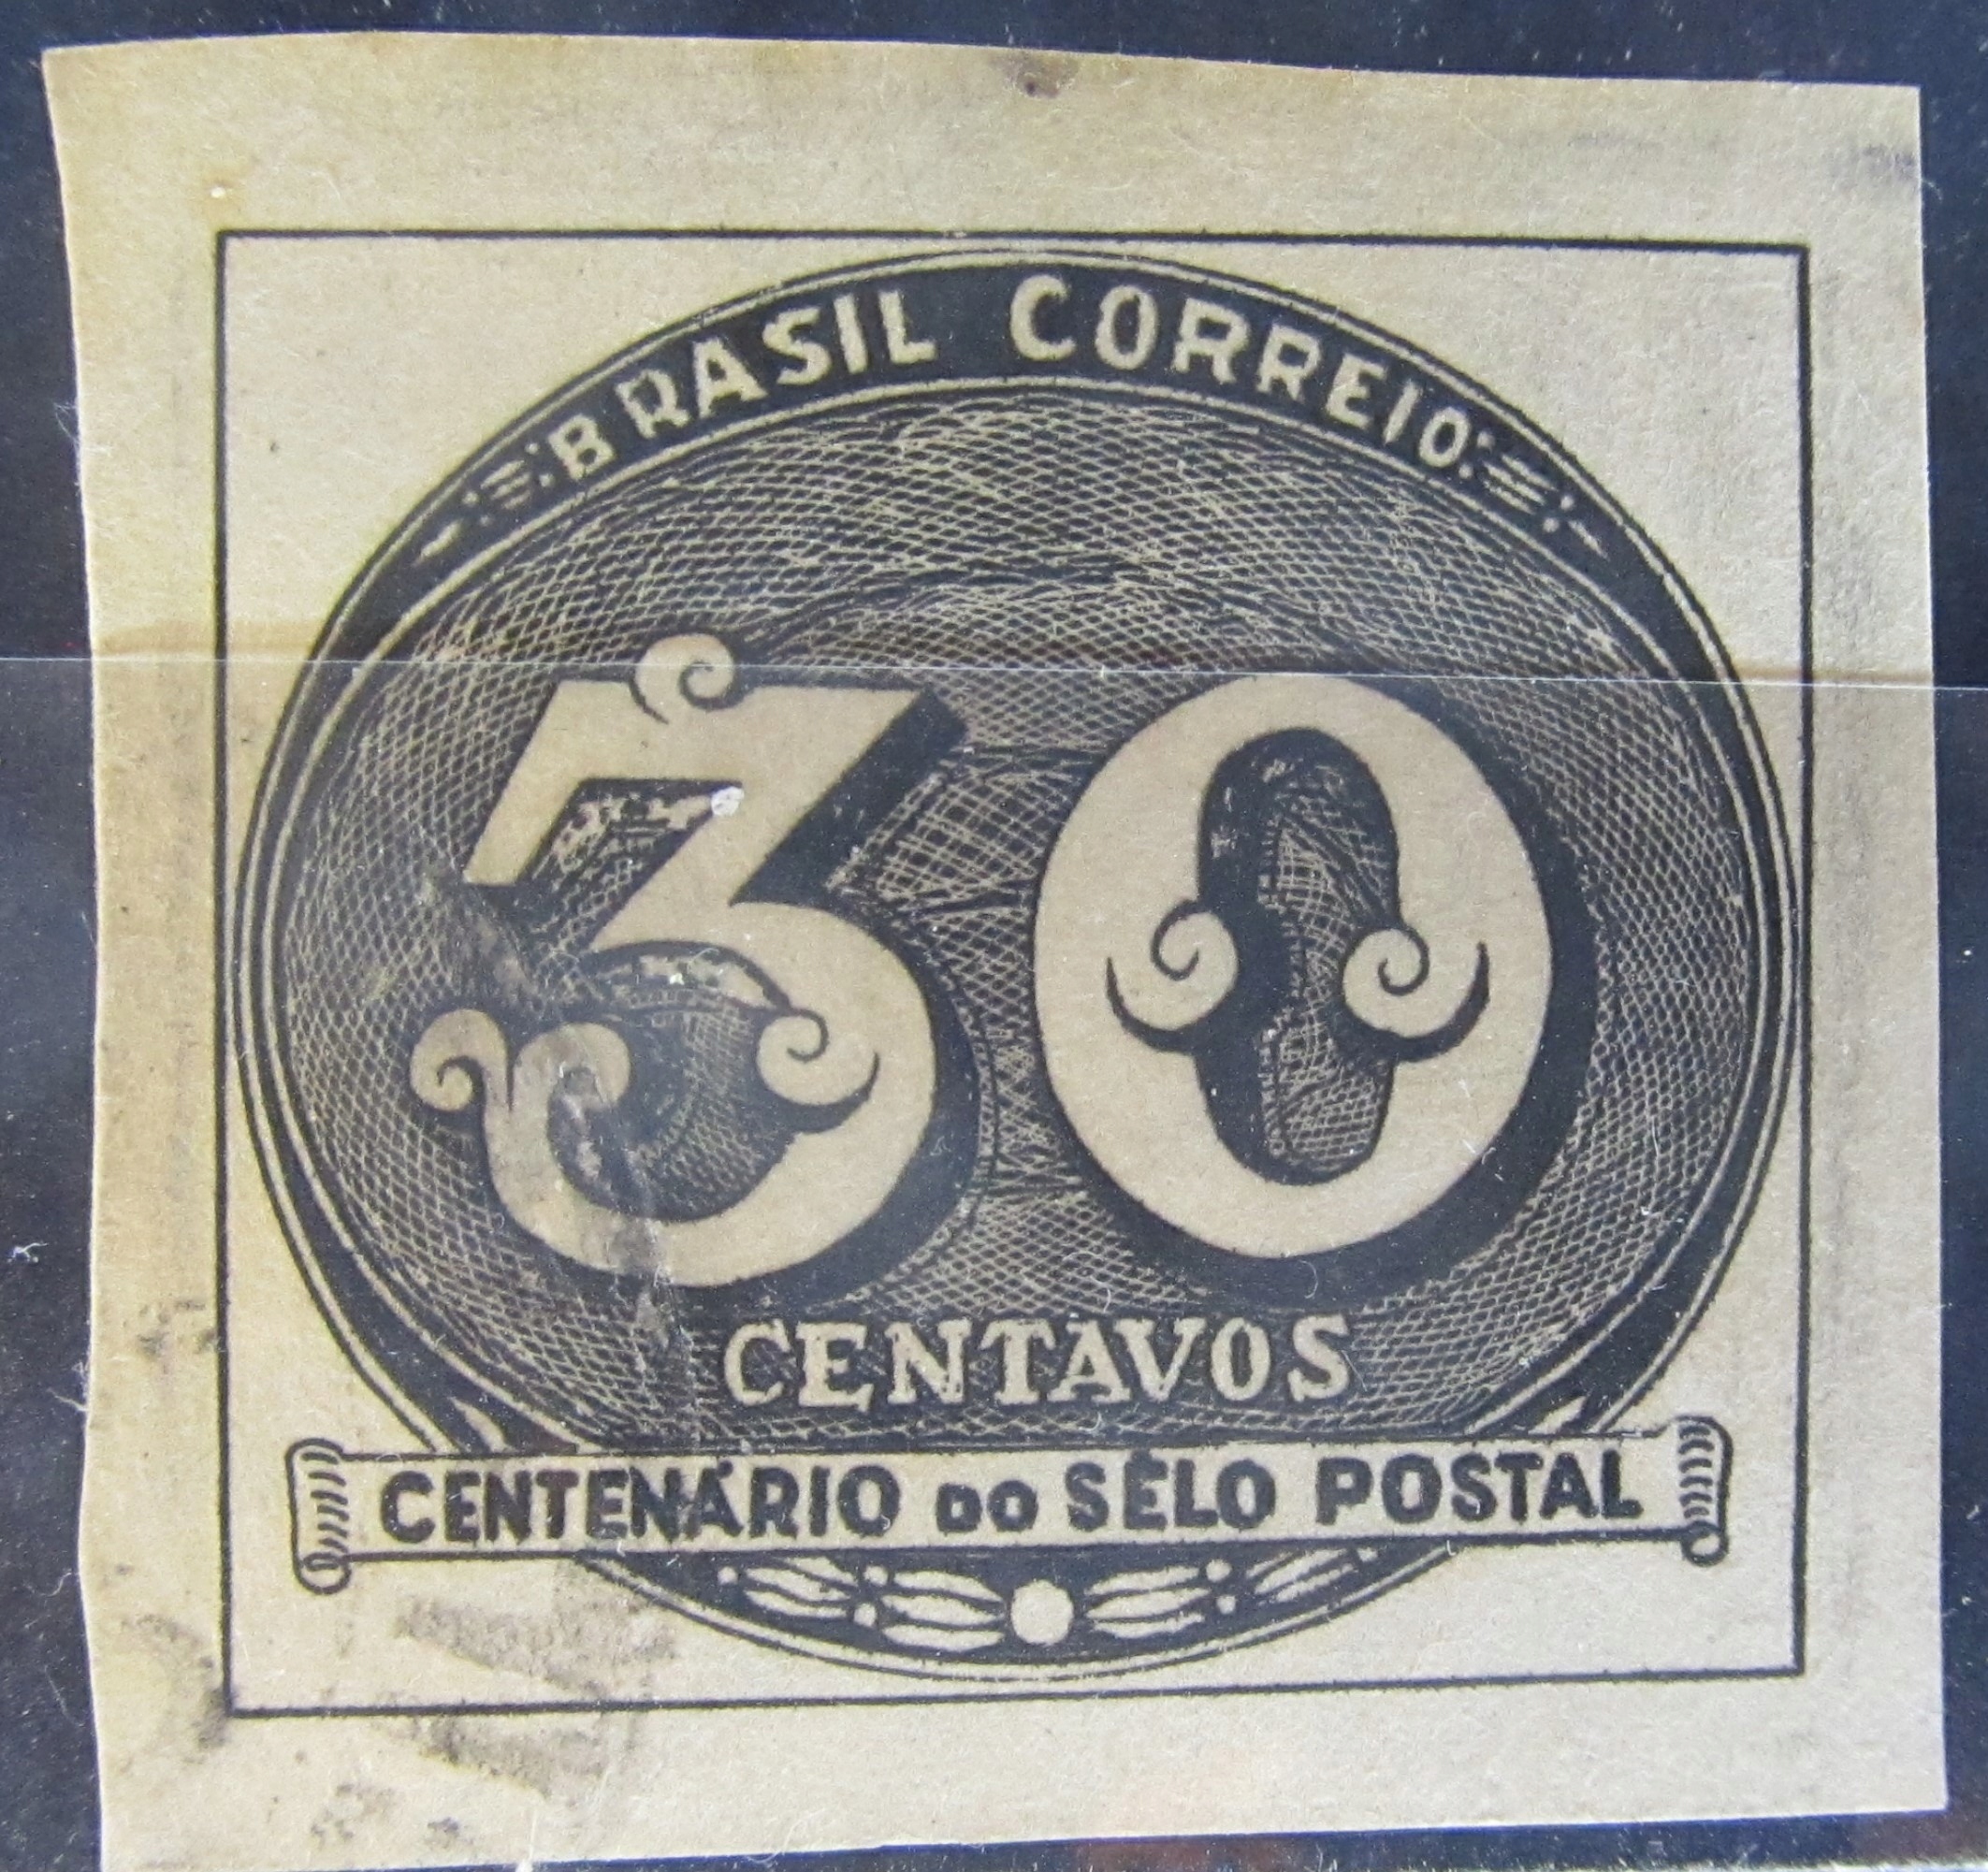 BRASIL CORREIO
30
CENTAVOS
CENTENÁRIO DO SÊLO POSTAL